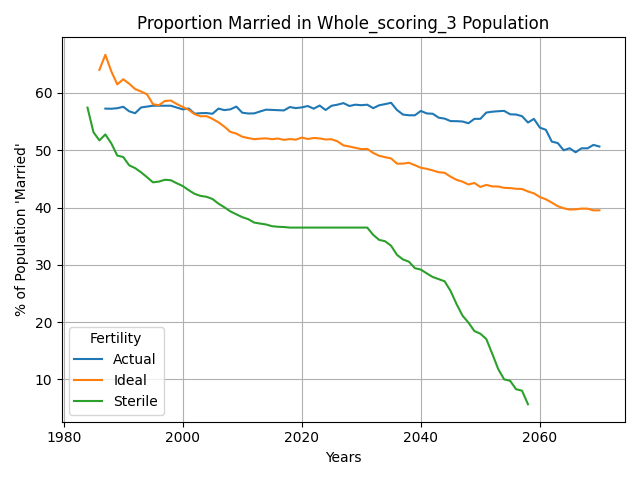 Proportion Married in Whole_scoring_3 Population
% of Population 'Married'
60
50
40
30
20
10
Fertility
Actual
Ideal
Sterile
1980 2000 2020 2040 2060
Years